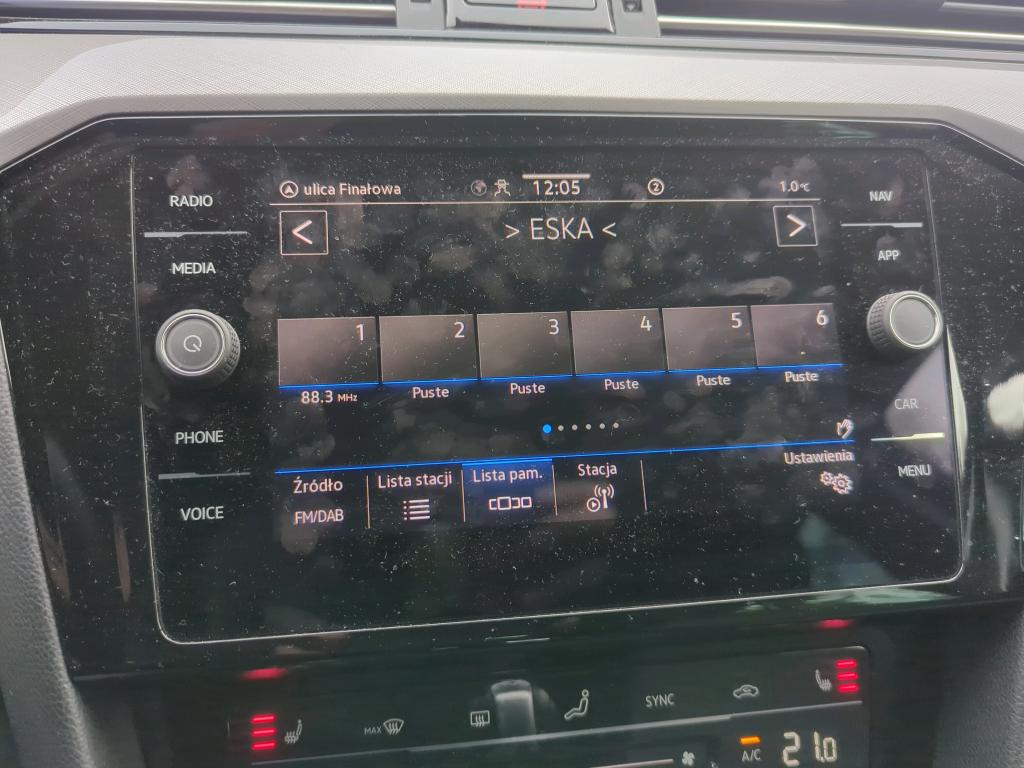 ulica Finałowa 12:05 2 1.0°C
RADIO
NAV
< > ESKA < >
MEDIA
APP
1 2 3 4 5 6
88.3 MHz Puste Puste Puste Puste Puste
CAR
PHONE
Ustawienia
MENU
Źródło Lista stacji Lista pam. Stacja
FM/DAB
VOICE
MAX SYNC
A/C 21.0